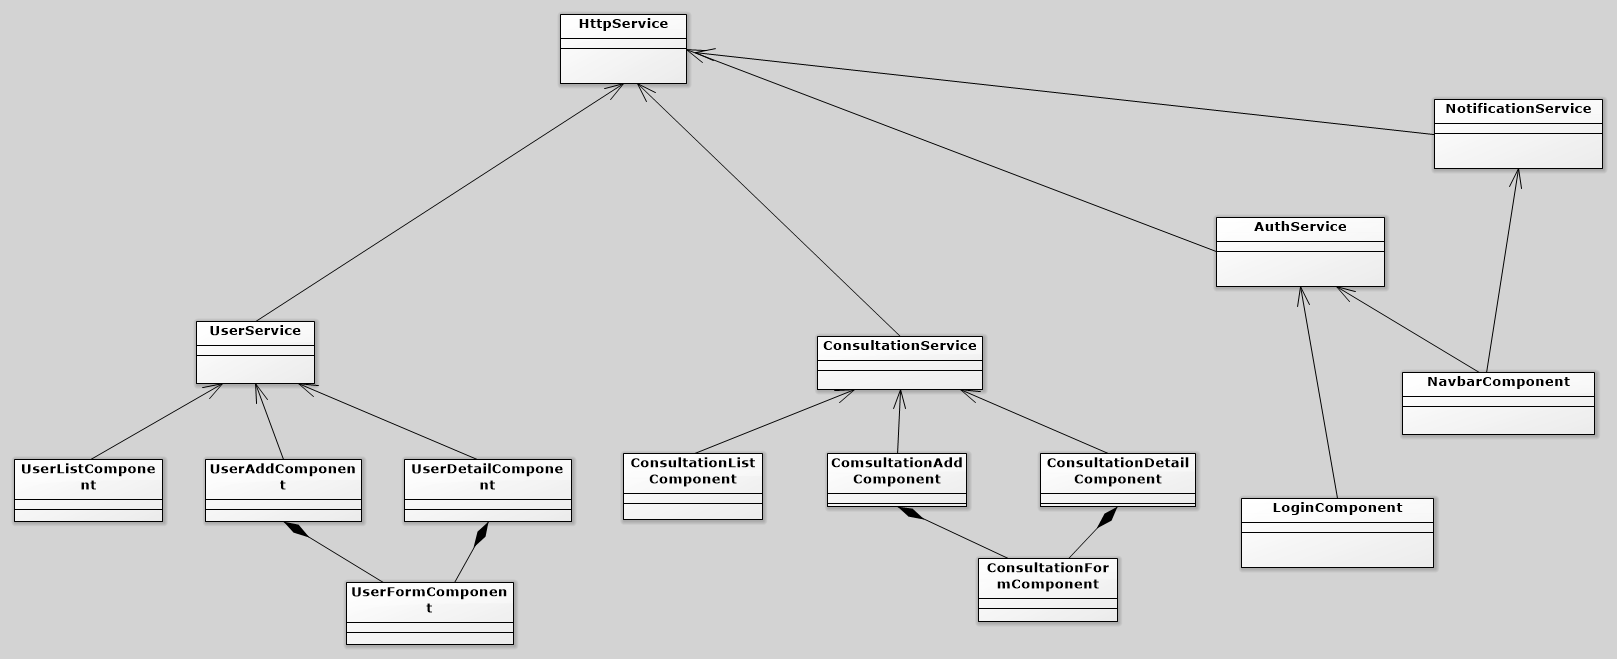 HttpService
NotificationService
AuthService
UserService
ConsultationService
NavbarComponent
UserListCompone
nt
UserAddComponen
t
UserDetailCompone
nt
ConsultationList
Component
ComsultationAdd
Component
ConsultationDetail
Component
LoginComponent
UserFormComponen
t
ConsultationFor
mComponent